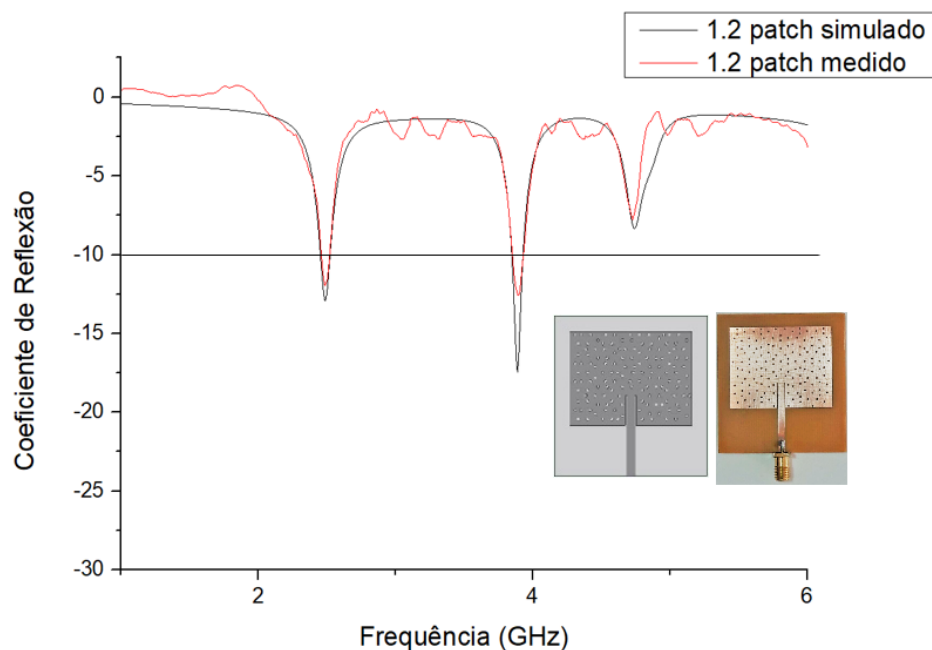 1.2 patch simulado
1.2 patch medido
0
-5
-10
-15
-20
-25
-30
Coeficiente de Reflexão
2
4
6
Frequência (GHz)